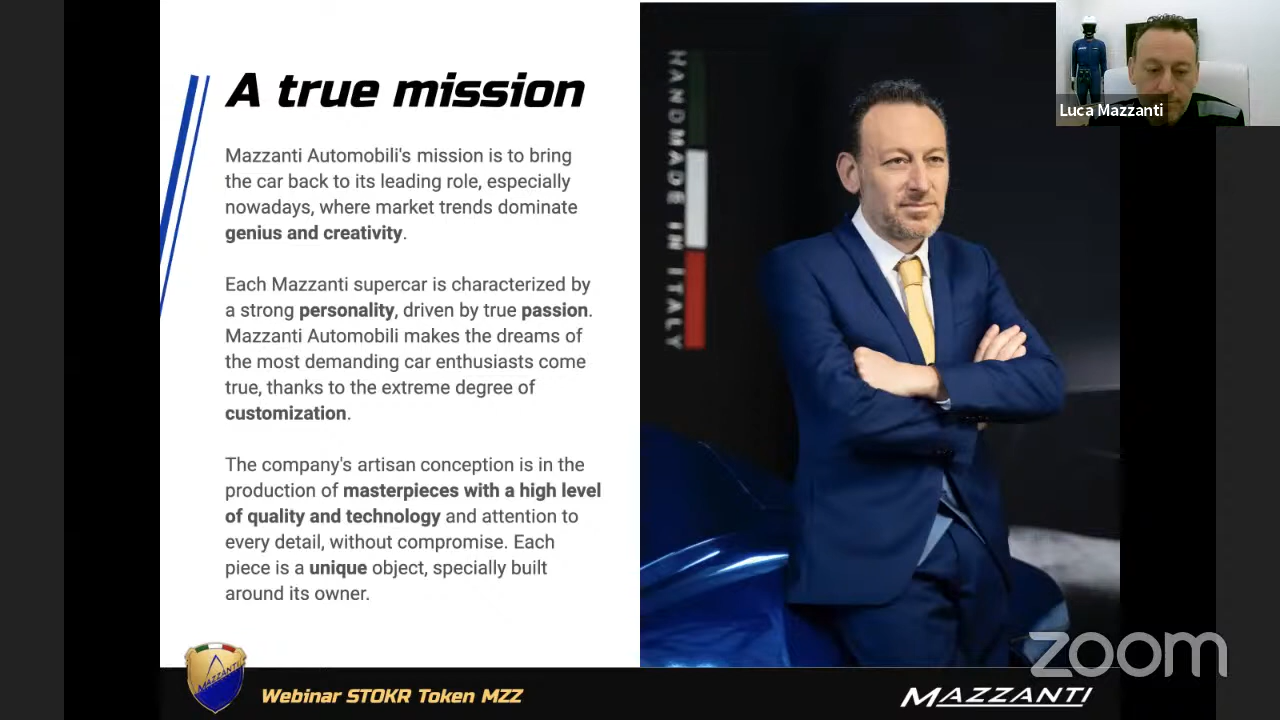 A true mission
Mazzanti Automobili's mission is to bring
the car back to its leading role, especially
nowadays, where market trends dominate
genius and creativity.
Each Mazzanti supercar is characterized by
a strong personality, driven by true passion.
Mazzanti Automobili makes the dreams of
the most demanding car enthusiasts come
true, thanks to the extreme degree of
customization.
The company's artisan conception is in the
production of masterpieces with a high level
of quality and technology and attention to
every detail, without compromise. Each
piece is a unique object, specially built
around its owner.
HANDMADE IN ITALY
Luca Mazzanti
MAZZANTI
Webinar STOKR Token MZZ
MAZZANTI
zoom